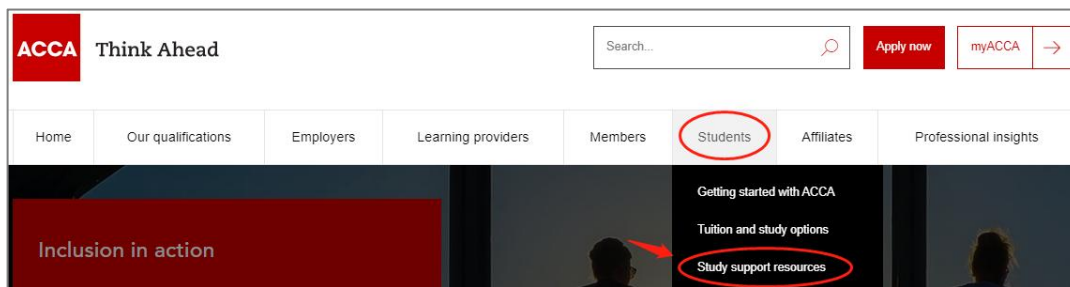 ACCA Think Ahead
Search...
Apply now
myACCA
Home Our qualifications Employers Learning providers Members Students Affiliates Professional insights
Getting started with ACCA
Tuition and study options
Inclusion in action
Study support resources